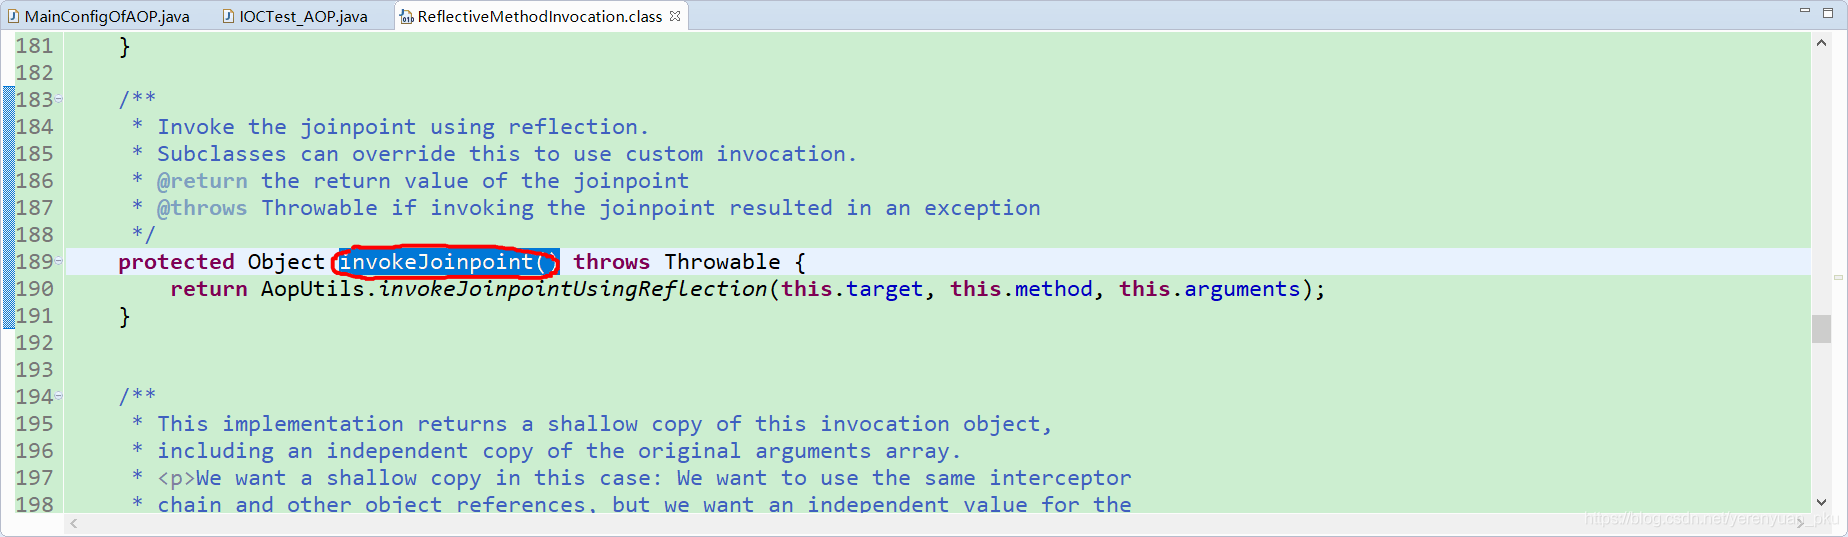 MainConfigOfAOP.java IOCTest_AOP.java ReflectiveMethodInvocation.class
181 }
182
183 /**
184 * Invoke the joinpoint using reflection.
185 * Subclasses can override this to use custom invocation.
186 * @return the return value of the joinpoint
187 * @throws Throwable if invoking the joinpoint resulted in an exception
188 */
189 protected Object invokeJoinpoint() throws Throwable {
190 return AopUtils.invokeJoinpointUsingReflection(this.target, this.method, this.arguments);
191 }
192
193
194 /**
195 * This implementation returns a shallow copy of this invocation object,
196 * including an independent copy of the original arguments array.
197 * <p>We want a shallow copy in this case: We want to use the same interceptor
198 * chain and other object references, but we want an independent value for the
https://blog.csdn.net/yerenyuan_pku